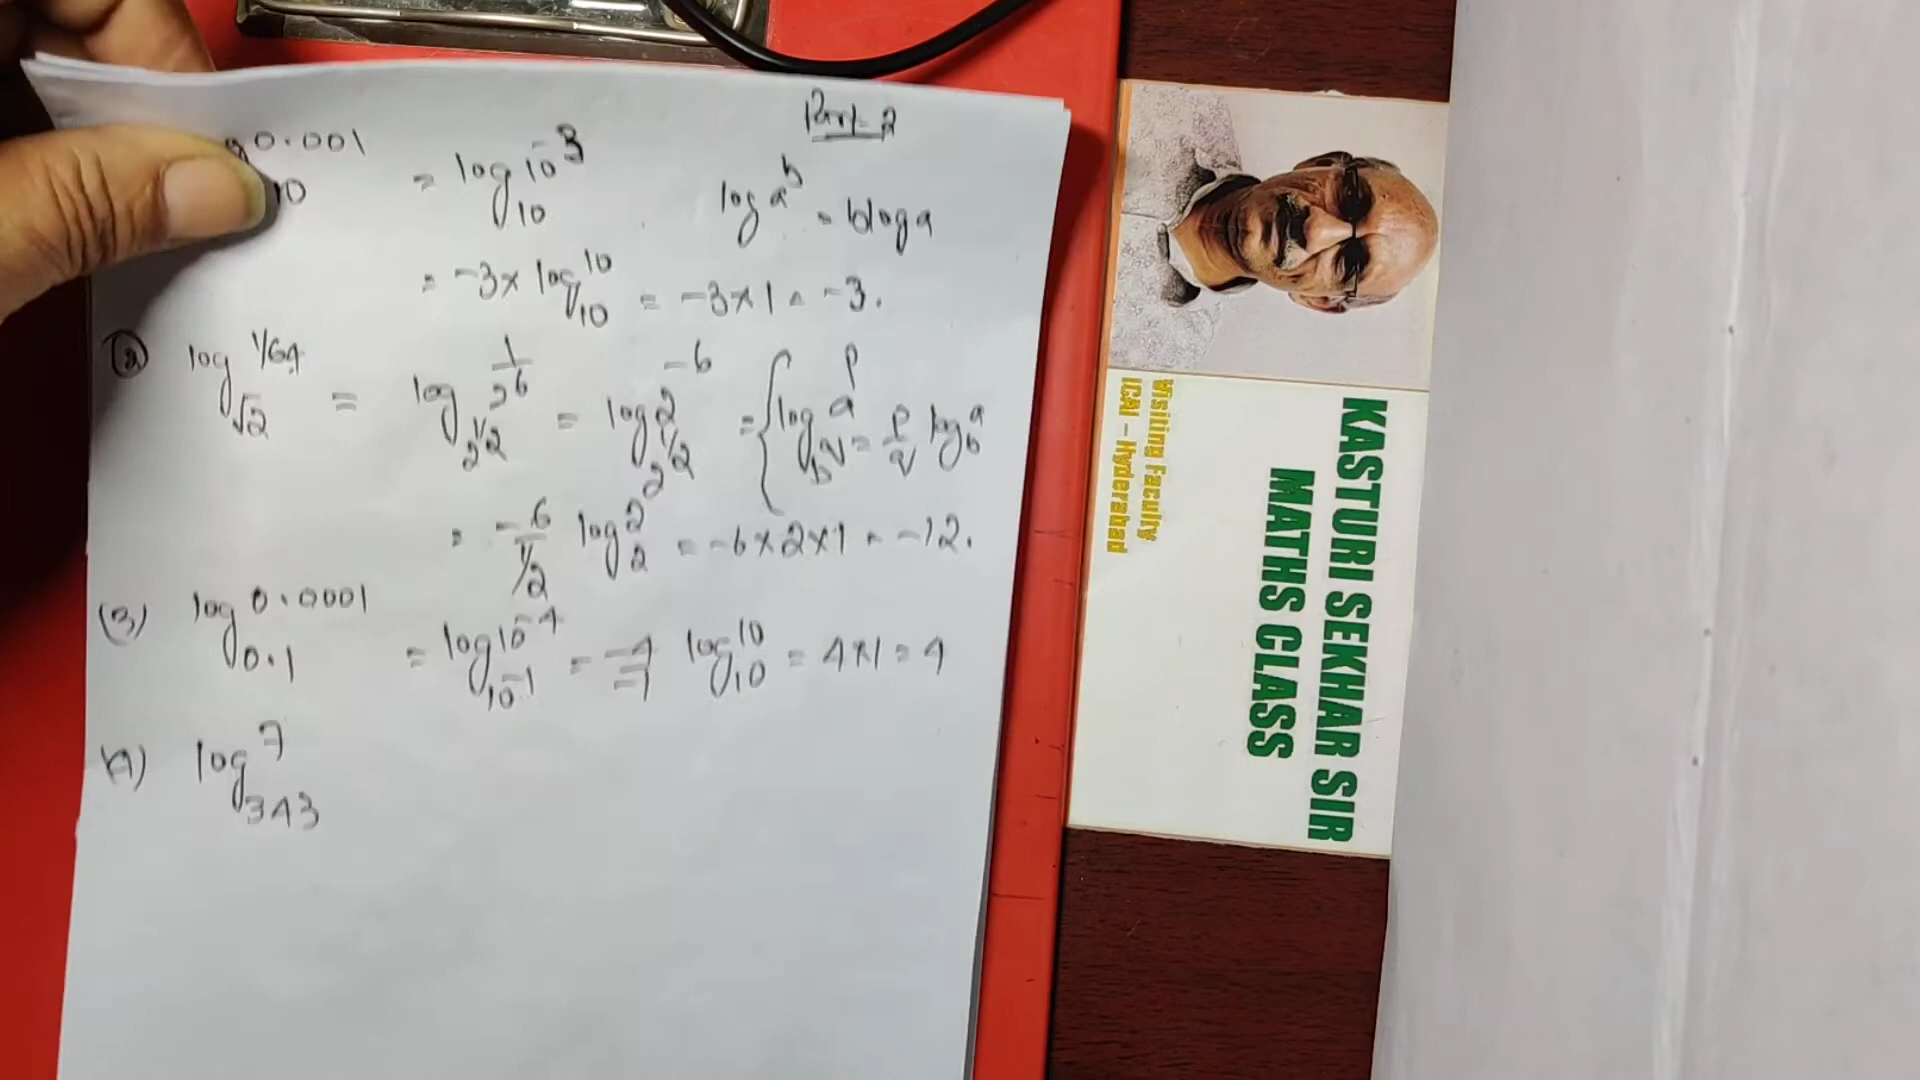 Part-2
0.001 10 = log 10^-3 10 log a^b = b log a
= -3 × log 10 10 = -3×1 = -3.
(2) log 1/64 √2 = log 1/2^6 2^1/2 = log 2^-6 2^1/2 = { log a^p b^q = p/q log a b
= -6/1/2 log 2 2 = -6×2×1 = -12.
(3) log 0.0001 0.1 = log 10^-4 10^-1 = -4/-1 log 10 10 = 4×1 = 4
(4) log 7 343
KASTURI SEKHAR SIR
MATHS CLASS
Visiting Faculty
ICAI - Hyderabad